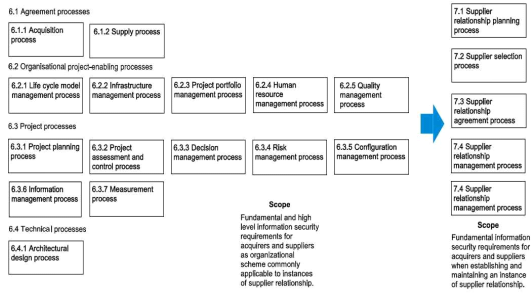 6.1 Agreement processes
6.1.1 Acquisition
process
6.1.2 Supply process
6.2 Organisational project-enabling processes
6.2.1 Life cycle model
management process
6.2.2 Infrastructure
management process
6.2.3 Project portfolio
management process
6.2.4 Human
resource
management process
6.2.5 Quality
management
process
6.3 Project processes
6.3.1 Project planning
process
6.3.2 Project
assessment and
control process
6.3.3 Decision
management process
6.3.4 Risk
management process
6.3.5 Configuration
management process
6.3.6 Information
management process
6.3.7 Measurement
process
6.4 Technical processes
6.4.1 Architectural
design process
Scope
Fundamental and high
level information security
requirements for
acquirers and suppliers
as organizational
scheme commonly
applicable to instances
of supplier relationship.
7.1 Supplier
relationship planning
process
7.2 Supplier selection
process
7.3 Supplier
relationship
agreement process
7.4 Supplier
relationship
management process
7.4 Supplier
relationship
management process
Scope
Fundamental information
security requirements for
acquirers and suppliers
when establishing and
maintaining an instance
of supplier relationship.